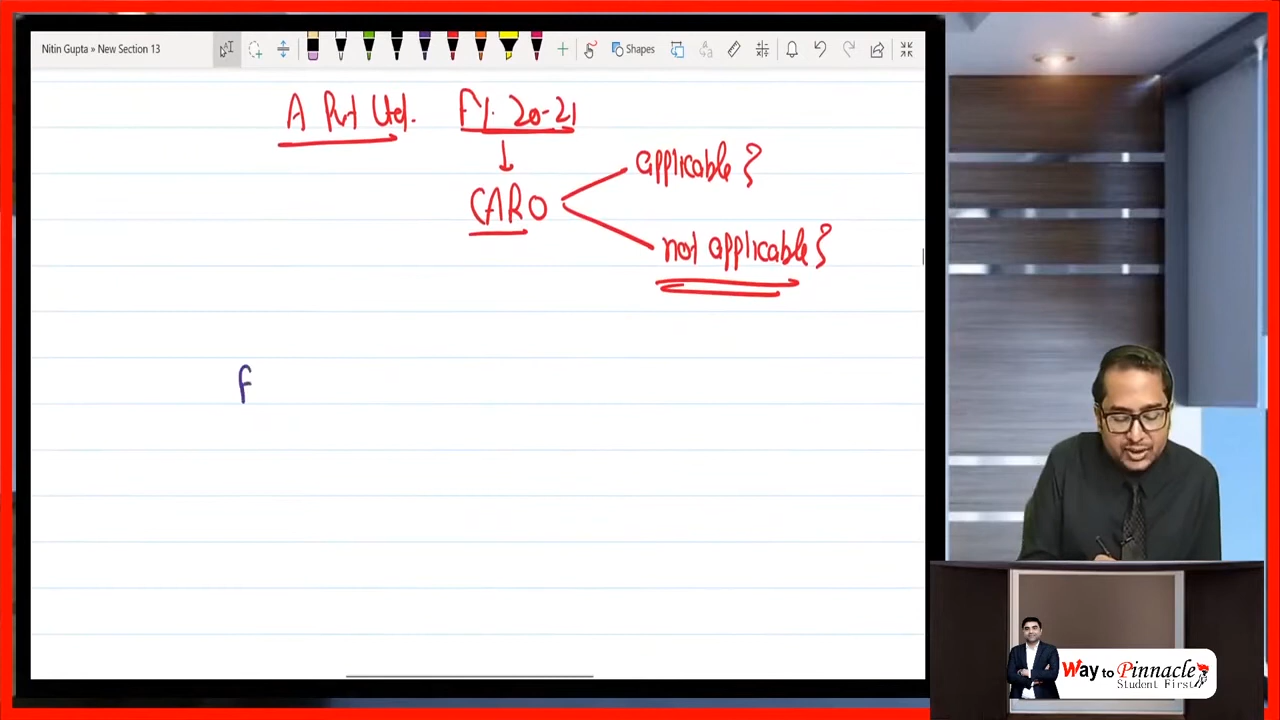 Nitin Gupta » New Section 13
Shapes
A Pvt Ltd. FY. 20-21
applicable?
CARO
not applicable?
F
Way to Pinnacle
Student First